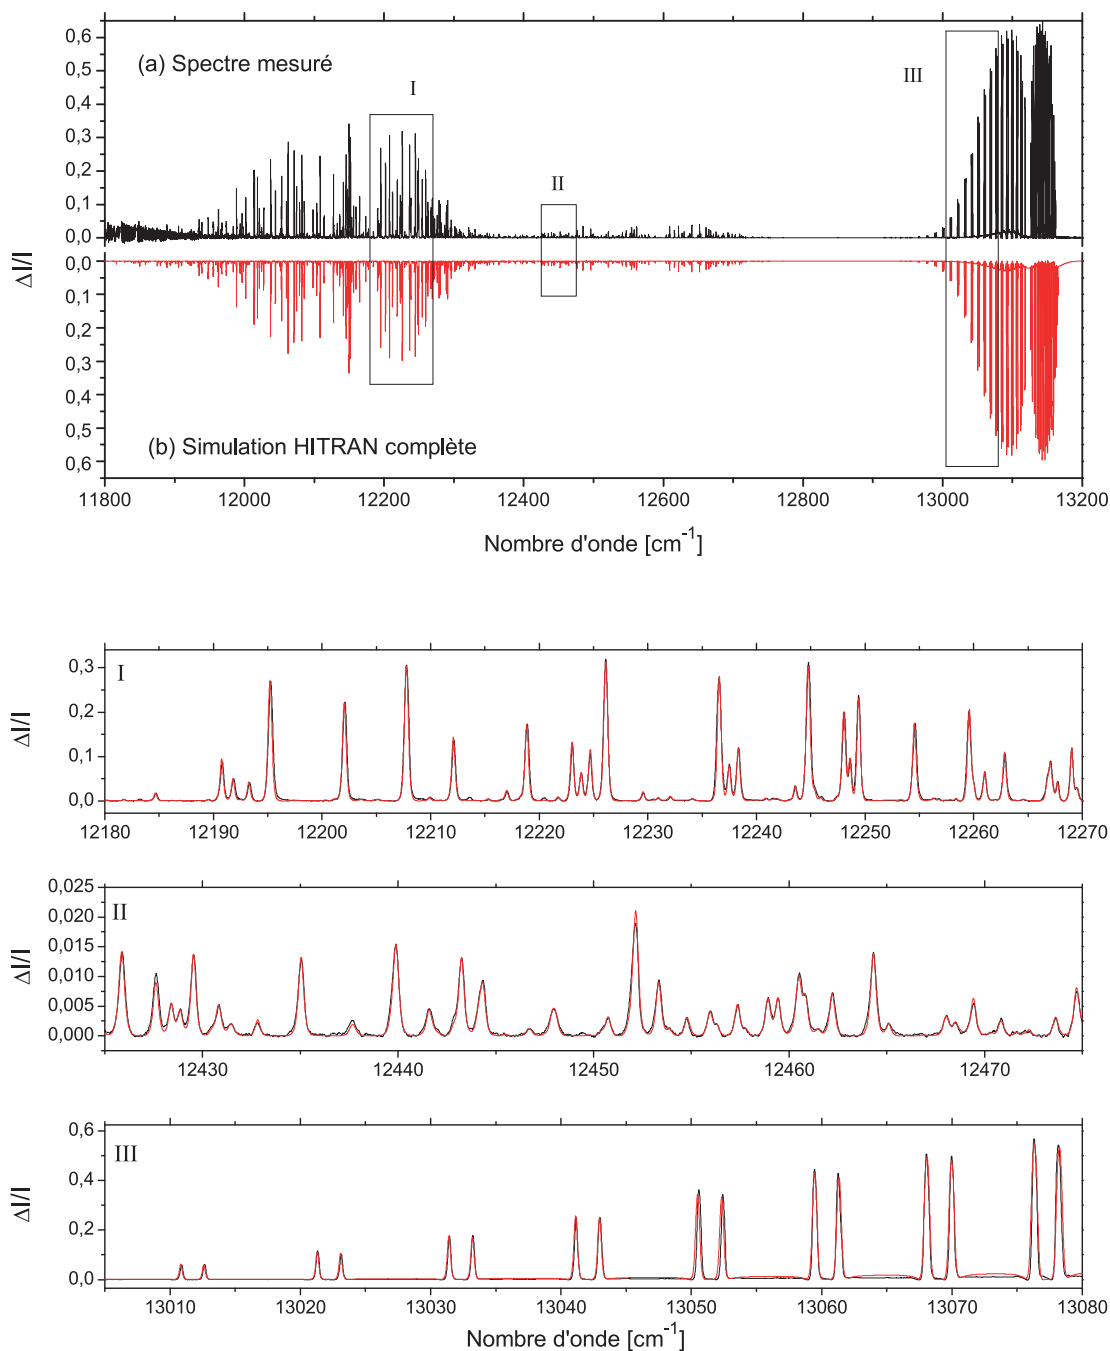 0,6
(a) Spectre mesuré
0,5
III
I
0,4
0,3
0,2
II
0,1
0,0
ΔI/I
0,0
0,1
0,2
0,3
0,4
(b) Simulation HITRAN complète
0,5
0,6
11800 12000 12200 12400 12600 12800 13000 13200
Nombre d'onde [cm-1]
I
0,3
ΔI/I
0,2
0,1
0,0
12180 12190 12200 12210 12220 12230 12240 12250 12260 12270
0,025
II
0,020
ΔI/I
0,015
0,010
0,005
0,000
12430 12440 12450 12460 12470
0,6
III
ΔI/I
0,4
0,2
0,0
13010 13020 13030 13040 13050 13060 13070 13080
Nombre d'onde [cm-1]